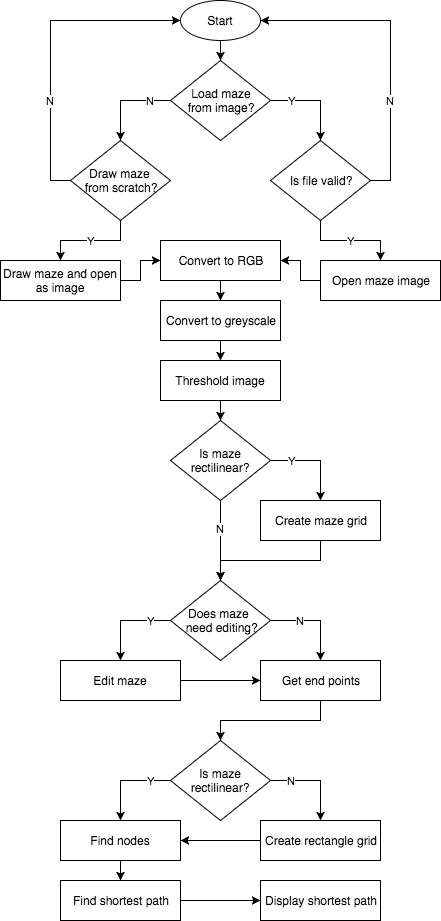 Start
Load maze
from image?
N
Y
N
N
Draw maze
from scratch?
Is file valid?
Y
Y
Draw maze and open
as image
Convert to RGB
Open maze image
Convert to greyscale
Threshold image
Is maze
rectilinear?
Y
Create maze grid
N
Does maze
need editing?
Y
N
Edit maze
Get end points
Is maze
rectilinear?
Y
N
Find nodes
Create rectangle grid
Find shortest path
Display shortest path